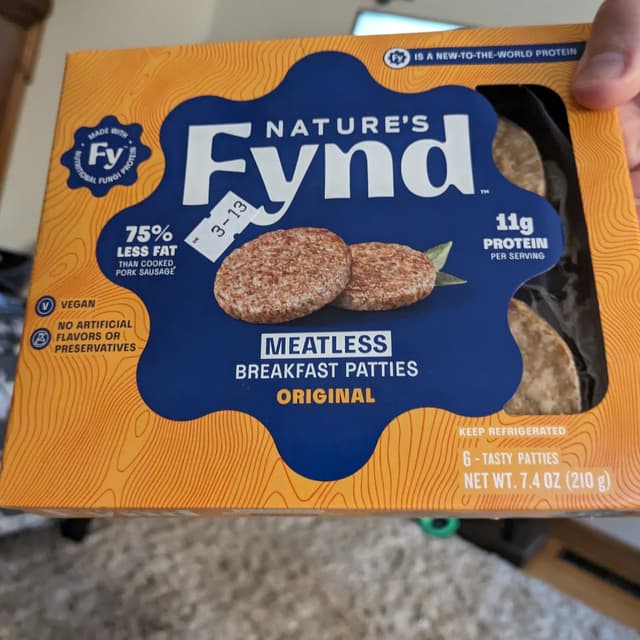 Fy IS A NEW-TO-THE-WORLD PROTEIN
MADE WITH
Fy
NUTRITIONAL FUNGI PROTEIN
NATURE'S
Fynd™
3-13
75%
LESS FAT
THAN COOKED
PORK SAUSAGE
11g
PROTEIN
PER SERVING
V VEGAN
NO ARTIFICIAL
FLAVORS OR
PRESERVATIVES
MEATLESS
BREAKFAST PATTIES
ORIGINAL
KEEP REFRIGERATED
6 - TASTY PATTIES
NET WT. 7.4 OZ (210 g)